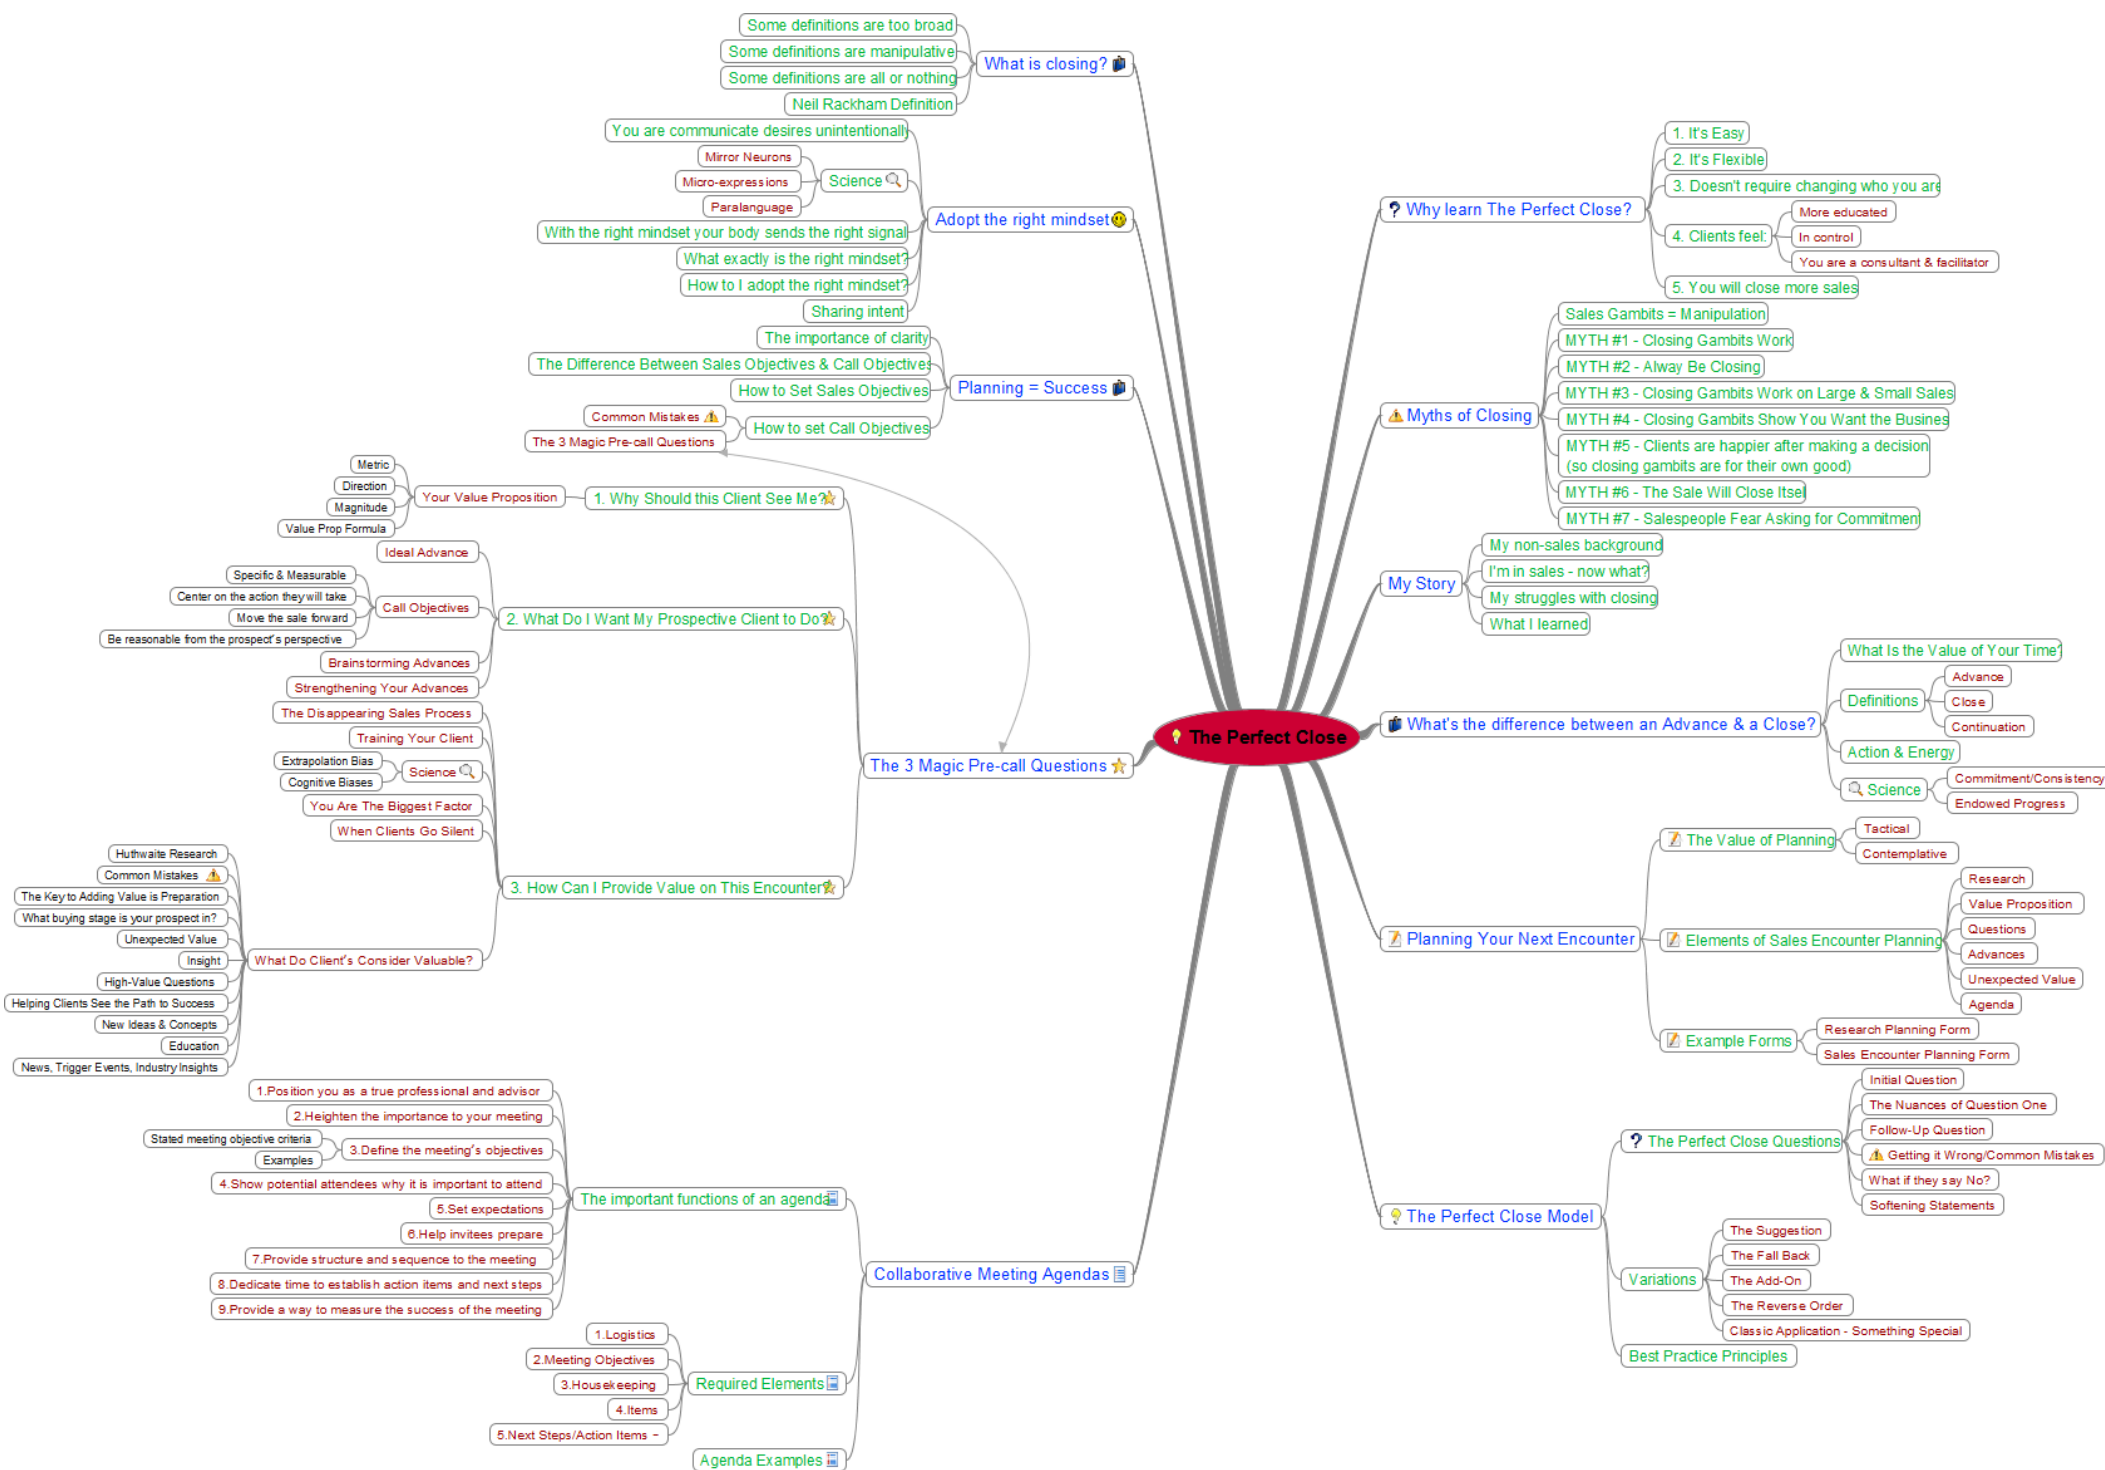 The Perfect Close
Why learn The Perfect Close?
1. It's Easy
2. It's Flexible
3. Doesn't require changing who you are
4. Clients feel:
More educated
In control
You are a consultant & facilitator
5. You will close more sales
Myths of Closing
Sales Gambits = Manipulation
MYTH #1 - Closing Gambits Work
MYTH #2 - Alway Be Closing
MYTH #3 - Closing Gambits Work on Large & Small Sales
MYTH #4 - Closing Gambits Show You Want the Busines
MYTH #5 - Clients are happier after making a decision
(so closing gambits are for their own good)
MYTH #6 - The Sale Will Close Itsel
MYTH #7 - Salespeople Fear Asking for Commitment
My Story
My non-sales background
I'm in sales - now what?
My struggles with closing
What I learned
What's the difference between an Advance & a Close?
What Is the Value of Your Time?
Definitions
Advance
Close
Continuation
Action & Energy
Science
Commitment/Consistency
Endowed Progress
Planning Your Next Encounter
The Value of Planning
Tactical
Contemplative
Elements of Sales Encounter Planning
Research
Value Proposition
Questions
Advances
Unexpected Value
Agenda
Example Forms
Research Planning Form
Sales Encounter Planning Form
The Perfect Close Model
The Perfect Close Questions
Initial Question
The Nuances of Question One
Follow-Up Question
Getting it Wrong/Common Mistakes
What if they say No?
Softening Statements
Variations
The Suggestion
The Fall Back
The Add-On
The Reverse Order
Classic Application - Something Special
Best Practice Principles
What is closing?
Some definitions are too broad
Some definitions are manipulative
Some definitions are all or nothing
Neil Rackham Definition
Adopt the right mindset
You are communicate desires unintentionally
Science
Mirror Neurons
Micro-expressions
Paralanguage
With the right mindset your body sends the right signal
What exactly is the right mindset?
How to I adopt the right mindset?
Sharing intent
Planning = Success
The importance of clarity
The Difference Between Sales Objectives & Call Objectives
How to Set Sales Objectives
How to set Call Objectives
Common Mistakes
The 3 Magic Pre-call Questions
The 3 Magic Pre-call Questions
1. Why Should this Client See Me?
Your Value Proposition
Metric
Direction
Magnitude
Value Prop Formula
2. What Do I Want My Prospective Client to Do?
Ideal Advance
Call Objectives
Specific & Measurable
Center on the action they will take
Move the sale forward
Be reasonable from the prospect's perspective
Brainstorming Advances
Strengthening Your Advances
3. How Can I Provide Value on This Encounter?
The Disappearing Sales Process
Training Your Client
Science
Extrapolation Bias
Cognitive Biases
You Are The Biggest Factor
When Clients Go Silent
What Do Client's Consider Valuable?
Huthwaite Research
Common Mistakes
The Key to Adding Value is Preparation
What buying stage is your prospect in?
Unexpected Value
Insight
High-Value Questions
Helping Clients See the Path to Success
New Ideas & Concepts
Education
News, Trigger Events, Industry Insights
Collaborative Meeting Agendas
The important functions of an agenda
1.Position you as a true professional and advisor
2.Heighten the importance to your meeting
3.Define the meeting's objectives
Stated meeting objective criteria
Examples
4.Show potential attendees why it is important to attend
5.Set expectations
6.Help invitees prepare
7.Provide structure and sequence to the meeting
8.Dedicate time to establish action items and next steps
9.Provide a way to measure the success of the meeting
Required Elements
1.Logistics
2.Meeting Objectives
3.Housekeeping
4.Items
5.Next Steps/Action Items -
Agenda Examples